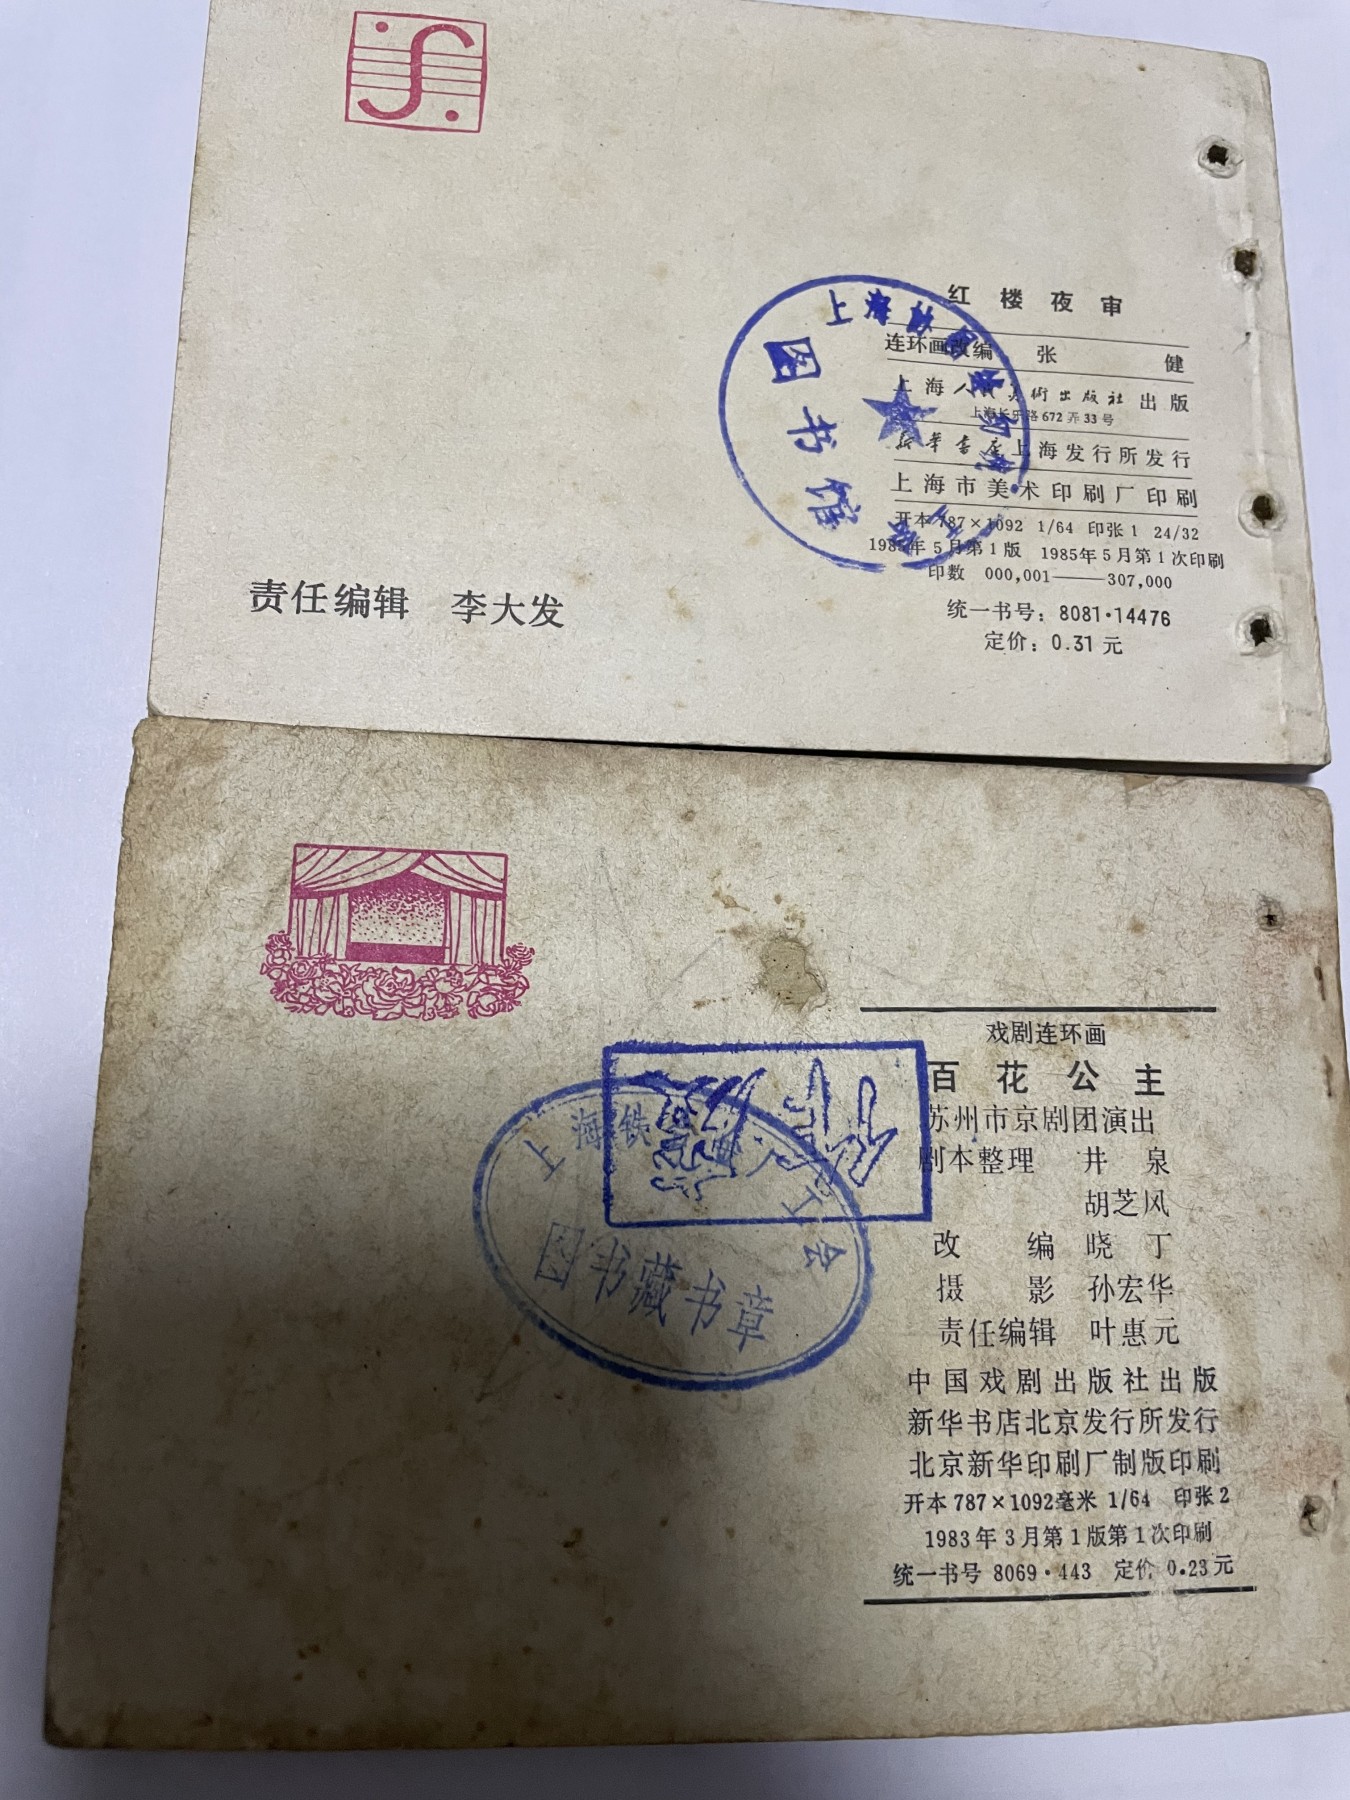 红楼夜审
连环画改编 张健
上海人民美術出版社出版
上海长乐路672弄33号
新華書店上海发行所发行
上海市美术印刷厂印刷
开本 787×1092 1/64 印张1 24/32
1985年5月第1版 1985年5月第1次印刷
印数 000,001——307,000
统一书号：8081·14476
定价：0.31元
责任编辑 李大发
上海
图书馆
戏剧连环画
百花公主
苏州市京剧团演出
剧本整理 井泉
胡芝风
改编 晓丁
摄影 孙宏华
责任编辑 叶惠元
中国戏剧出版社出版
新华书店北京发行所发行
北京新华印刷厂制版印刷
开本787×1092毫米 1/64 印张2
1983年3月第1版第1次印刷
统一书号 8069·443 定价 0.23元
上海铁
工会
图书藏书章